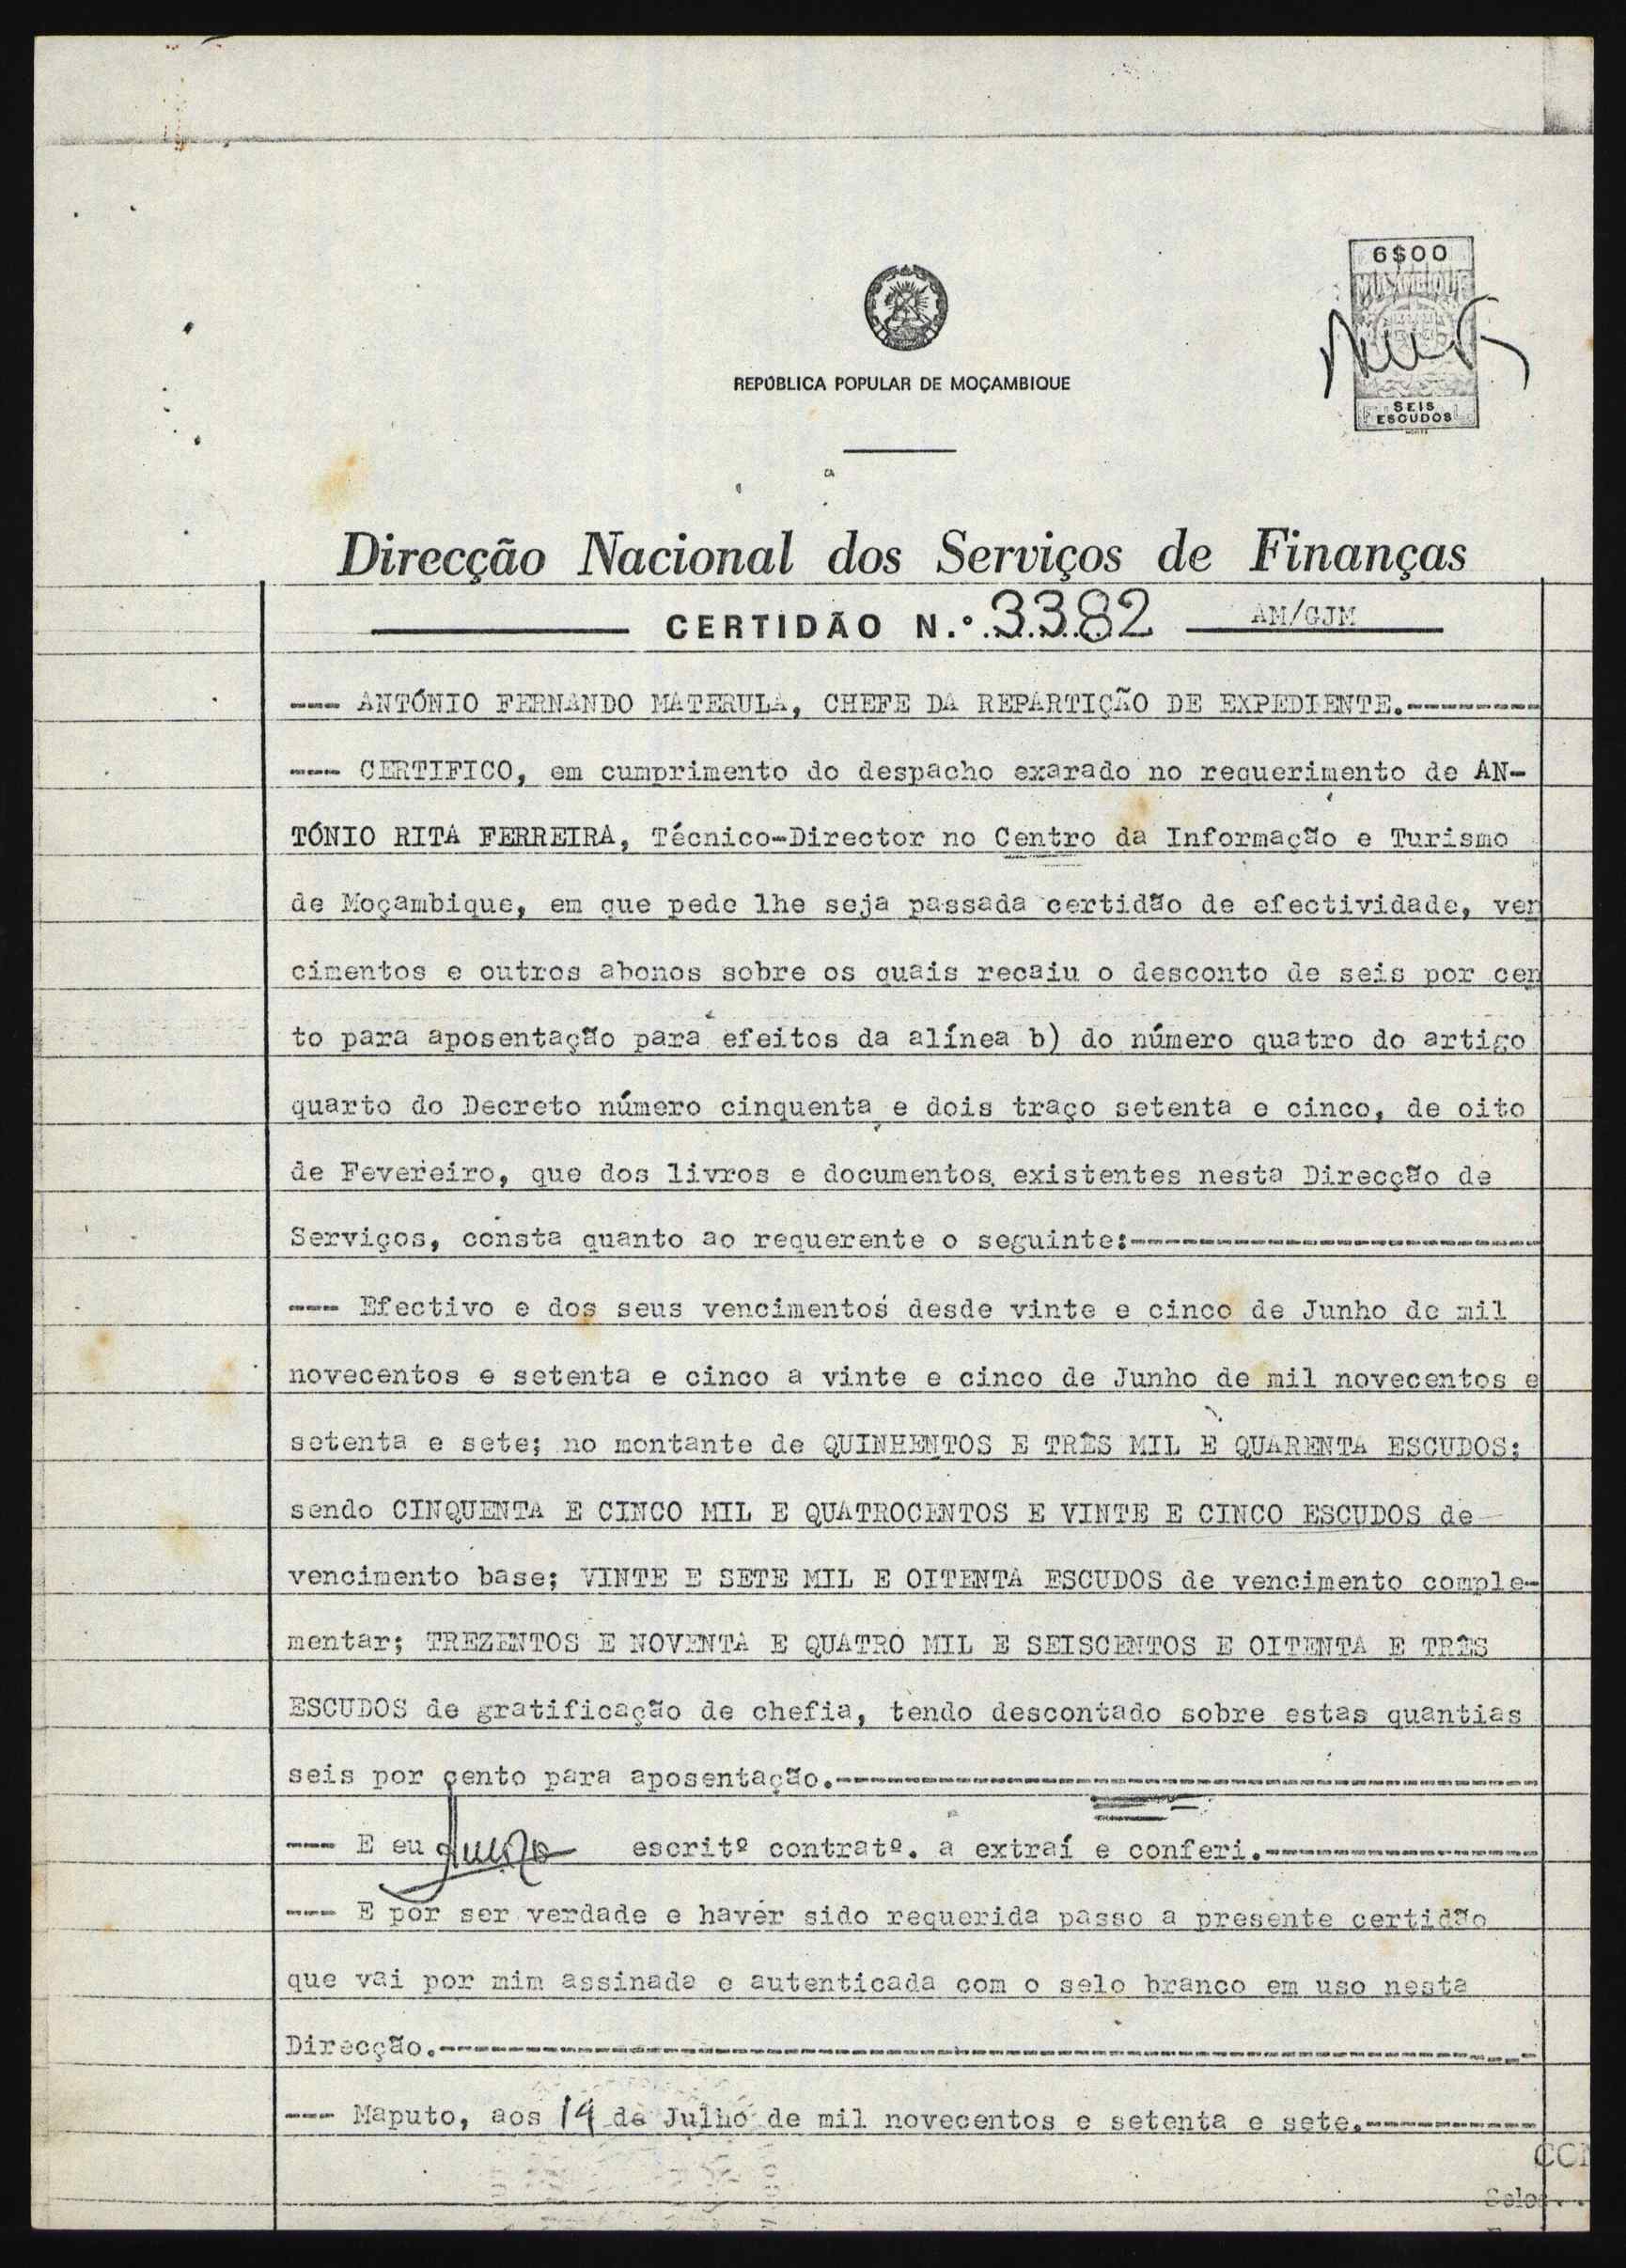 6$00
MOÇAMBIQUE
SEIS
ESCUDOS
REPÚBLICA POPULAR DE MOÇAMBIQUE
Direcção Nacional dos Serviços de Finanças
CERTIDÃO N.º 3382 AM/GJM
--- ANTÓNIO FERNANDO MATERULA, CHEFE DA REPARTIÇÃO DE EXPEDIENTE.--------
--- CERTIFICO, em cumprimento do despacho exarado no requerimento de AN-
TÓNIO RITA FERREIRA, Técnico-Director no Centro da Informação e Turismo
de Moçambique, em que pede lhe seja passada certidão de efectividade, ven
cimentos e outros abonos sobre os quais recaiu o desconto de seis por cen
to para aposentação para efeitos da alínea b) do número quatro do artigo
quarto do Decreto número cinquenta e dois traço setenta e cinco, de oito
de Fevereiro, que dos livros e documentos existentes nesta Direcção de
Serviços, consta quanto ao requerente o seguinte:------------------------
--- Efectivo e dos seus vencimentos desde vinte e cinco de Junho de mil
novecentos e setenta e cinco a vinte e cinco de Junho de mil novecentos e
setenta e sete; no montante de QUINHENTOS E TRÊS MIL E QUARENTA ESCUDOS;
sendo CINQUENTA E CINCO MIL E QUATROCENTOS E VINTE E CINCO ESCUDOS de
vencimento base; VINTE E SETE MIL E OITENTA ESCUDOS de vencimento comple-
mentar; TREZENTOS E NOVENTA E QUATRO MIL E SEISCENTOS E OITENTA E TRÊS
ESCUDOS de gratificação de chefia, tendo descontado sobre estas quantias
seis por cento para aposentação.-----------------------------------------
--- E eu escritº contratº. a extraí e conferi.----------------
--- E por ser verdade e haver sido requerida passo a presente certidão
que vai por mim assinada e autenticada com o selo branco em uso nesta
Direcção.----------------------------------------------------------------
--- Maputo, aos 14 de Julho de mil novecentos e setenta e sete.----------
CON
Selo..